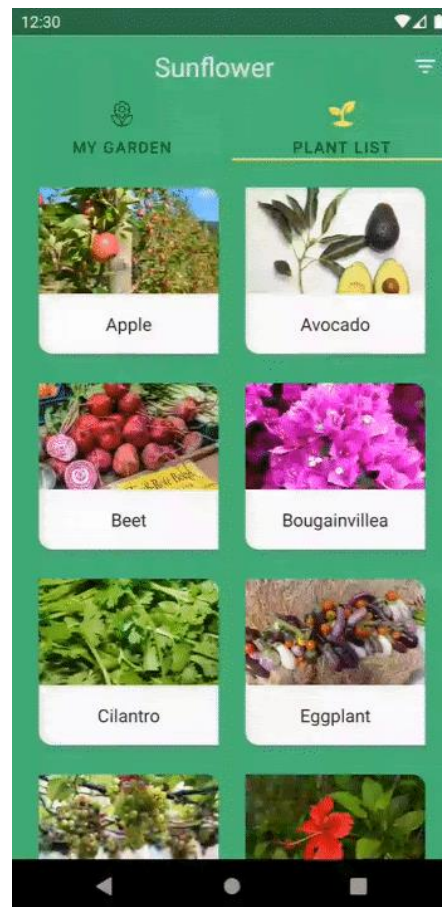 12:30
Sunflower
MY GARDEN
PLANT LIST
Apple
Avocado
Beet
Bougainvillea
Cilantro
Eggplant